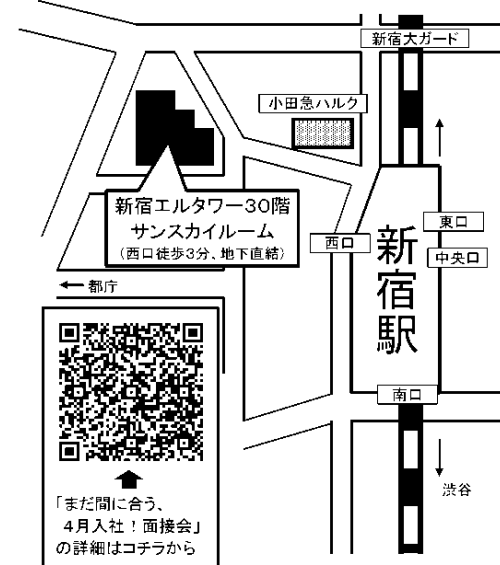 新宿大ガード
小田急ハルク
新宿エルタワー30階
サンスカイルーム
(西口徒歩3分、地下直結)
西口
東口
中央口
新宿駅
←都庁
南口
渋谷
「まだ間に合う、
4月入社!面接会」
の詳細はコチラから